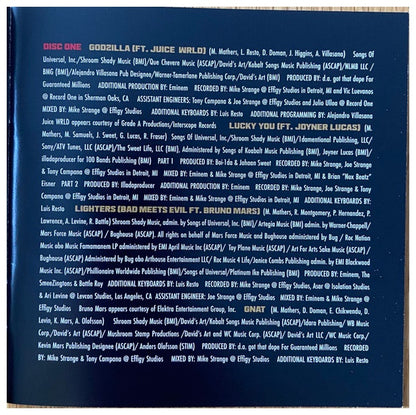 DISC ONE GODZILLA (FT. JUICE WRLD) (M. Mathers, L. Resto, D. Doman, J. Higgins, A. Villasana) Songs Of
Universal, Inc./Shroom Shady Music (BMI)/Que Chevere Music (ASCAP)/David's Art/Kobalt Songs Music Publishing (ASCAP)/MLMB LLC /
BMG (BMI)/Alejandro Villasana Pub Designee/Warner-Tamerlane Publishing Corp/David's Art (BMI) PRODUCED BY: d.a. got that dope For
Guaranteed Millions ADDITIONAL PRODUCTION BY: Eminem RECORDED BY: Mike Strange @ Effigy Studios in Detroit, MI and Vic Luevanos
@ Record One in Sherman Oaks, CA ASSISTANT ENGINEERS: Tony Campana & Joe Strange @ Effigy Studios and Julio Ulloa @ Record One
MIXED BY: Mike Strange @ Effigy Studios ADDITIONAL KEYBOARDS BY: Luis Resto ADDITIONAL PROGRAMMING BY: Alejandro Villasana
Juice WRLD appears courtesy of Grade A Productions/Interscope Records LUCKY YOU (FT. JOYNER LUCAS) (M.
Mathers, M. Samuels, J. Sweet, G. Lucas, R. Fraser) Songs of Universal, Inc./Shroom Shady Music (BMI)/1damentional Publishing, LLC/
Sony/ATV Tunes, LLC (ASCAP)/The Sweet Life, LLC (BMI), Administered by Songs of Kobalt Music Publishing (BMI), Joyner Lucas (BMI)/
Illadaproducer for 100 Bands Publishing (BMI) PART 1 PRODUCED BY: Boi-1da & Jahaan Sweet RECORDED BY: Mike Strange, Joe Strange
& Tony Campana @ Effigy Studios in Detroit, MI MIXED BY: Eminem & Mike Strange @ Effigy Studios in Detroit, MI & Brian "Nox Beatz"
Eisner PART 2 PRODUCED BY: Illadaproducer ADDITIONAL PRODUCTION BY: Eminem RECORDED BY: Mike Strange, Joe Strange & Tony
Campana @ Effigy Studios in Detroit, MI MIXED BY: Eminem & Mike Strange @ Effigy Studios in Detroit, MI ADDITIONAL KEYBOARDS BY:
Luis Resto LIGHTERS (BAD MEETS EVIL FT. BRUNO MARS) (M. Mathers, R. Montgomery, P. Hernandez, P.
Lawrence, A. Levine, R. Battle) Shroom Shady Music, admin. by Songs of Universal, Inc. (BMI)/ Artegio Music (BMI) admin. by Warner-Chappell/
Mars Force Music (ASCAP) / Bughouse (ASCAP). All rights on behalf of Mars Force Music and Bughouse administered by Bug / Roc Nation
Music obo Music Famamanem LP administered by EMI April Music Inc (ASCAP)/ Toy Plane Music (ASCAP)/ Art For Arts Sake Music (ASCAP) /
Bughouse (ASCAP) Administered by Bug obo Arthouse Entertainment LLC/ Roc Music 4 Life/Janice Combs Publishing admin. by EMI Blackwood
Music Inc. (ASCAP)/Phillionaire Worldwide Publishing (BMI)/Songs of Universal/Platinum the Publishing (BMI) PRODUCED BY: Eminem, The
SmeeZingtons & Battle Roy ADDITIONAL KEYBOARDS BY: Luis Resto RECORDED BY: Mike Strange @ Effigy Studios, Asar @ Isolation Studios
& Ari Levine @ Levcon Studios, Los Angeles, CA ASSISTANT ENGINEER: Joe Strange @ Effigy Studios MIXED BY: Eminem & Mike Strange @
Effigy Studios Bruno Mars appears courtesy of Elektra Entertainment Group, Inc. GNAT (M. Mathers, D. Doman, E. Chikwendu, D.
Levin, K. Mars, A. Olofsson) Shroom Shady Music (BMI)/David's Art/Kobalt Songs Music Publishing (ASCAP)/Idara Publishing/ WB Music
Corp/David's Art (ASCAP)/ Mushroom Stamp Productions / David's Art and WC Music Corp (ASCAP)/ David's Art LLC /WC Music Corp./
Kevin Mars Publishing Designee (ASCAP)/ Anders Olofsson (STIM) PRODUCED BY: d.a. got that dope For Guaranteed Millions RECORDED
BY: Mike Strange & Tony Campana @ Effigy Studios MIXED BY: Mike Strange @ Effigy Studios ADDITIONAL KEYBOARDS BY: Luis Resto